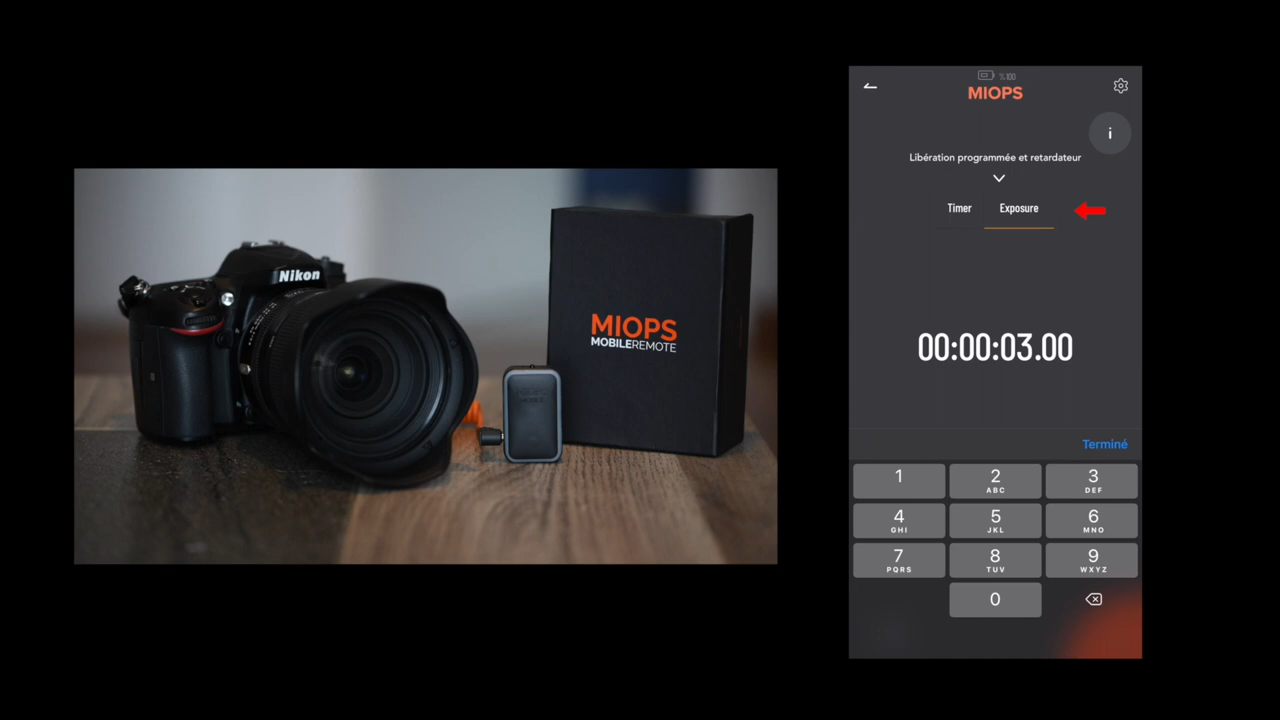 Nikon
MIOPS
MOBILEREMOTE
%100
MIOPS
i
Libération programmée et retardateur
Timer
Exposure
00:00:03.00
Terminé
1
2
ABC
3
DEF
4
GHI
5
JKL
6
MNO
7
PQRS
8
TUV
9
WXYZ
0